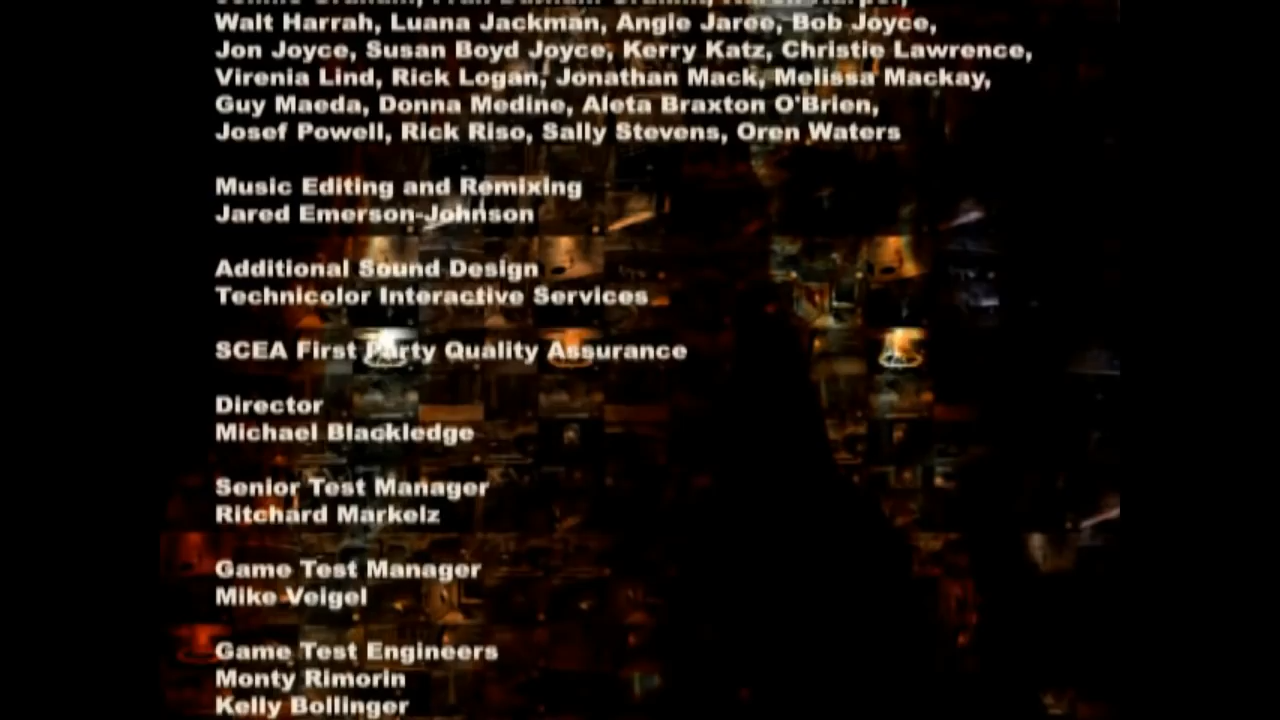 Walt Harrah, Luana Jackman, Angie Jaree, Bob Joyce,
Jon Joyce, Susan Boyd Joyce, Kerry Katz, Christie Lawrence,
Virenia Lind, Rick Logan, Jonathan Mack, Melissa Mackay,
Guy Maeda, Donna Medine, Aleta Braxton O'Brien,
Josef Powell, Rick Riso, Sally Stevens, Oren Waters
Music Editing and Remixing
Jared Emerson-Johnson
Additional Sound Design
Technicolor Interactive Services
SCEA First Party Quality Assurance
Director
Michael Blackledge
Senior Test Manager
Ritchard Markelz
Game Test Manager
Mike Veigel
Game Test Engineers
Monty Rimorin
Kelly Bollinger